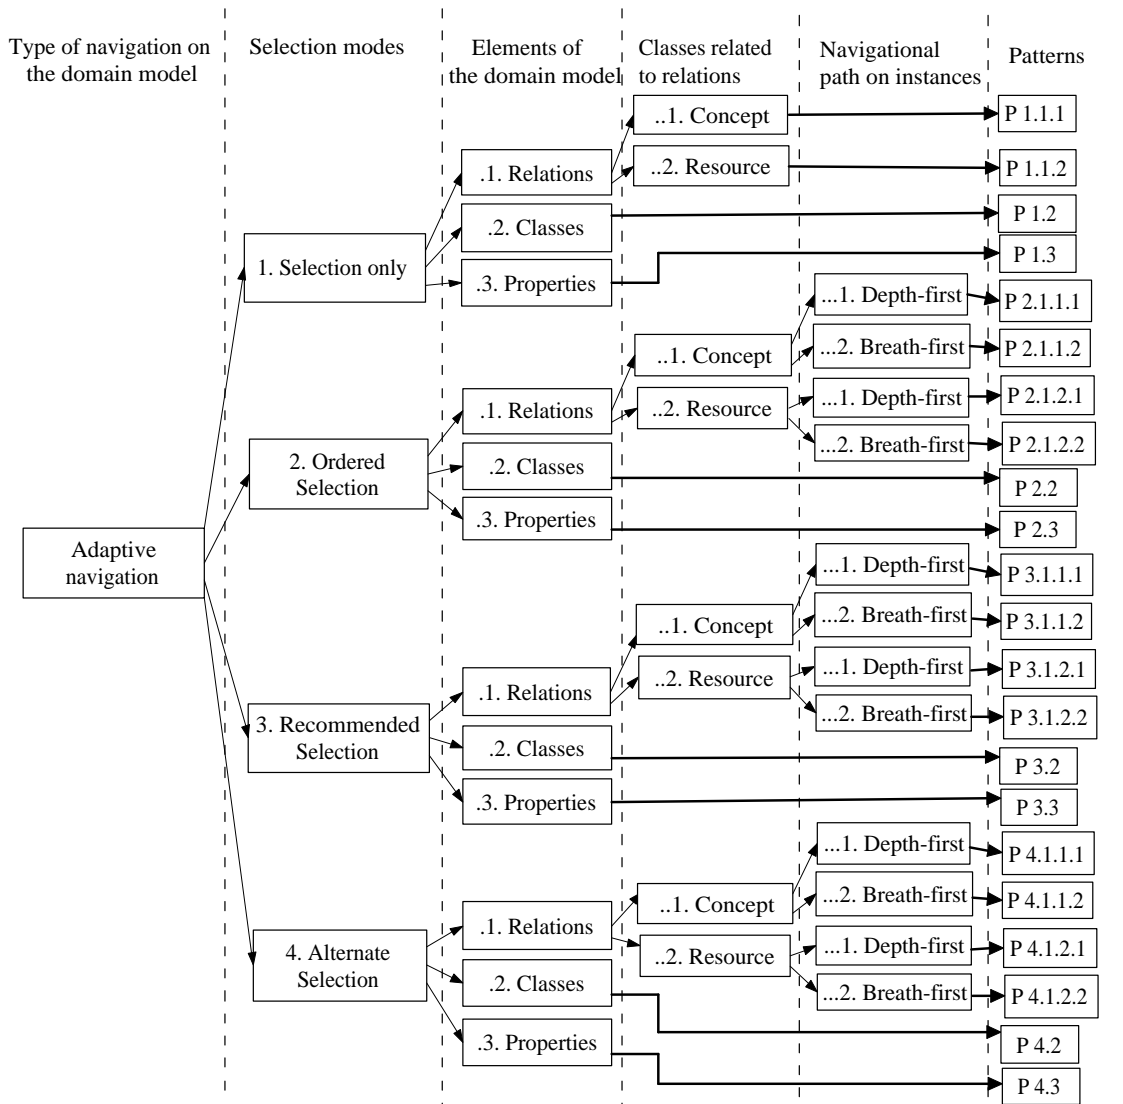 Type of navigation on
the domain model
Selection modes
Elements of
the domain model
Classes related
to relations
Navigational
path on instances
Patterns
..1. Concept
P 1.1.1
.1. Relations
..2. Resource
P 1.1.2
.2. Classes
P 1.2
1. Selection only
P 1.3
.3. Properties
...1. Depth-first
P 2.1.1.1
..1. Concept
...2. Breath-first
P 2.1.1.2
.1. Relations
..2. Resource
...1. Depth-first
P 2.1.2.1
...2. Breath-first
P 2.1.2.2
2. Ordered
Selection
.2. Classes
P 2.2
.3. Properties
P 2.3
Adaptive
navigation
...1. Depth-first
P 3.1.1.1
..1. Concept
...2. Breath-first
P 3.1.1.2
.1. Relations
..2. Resource
...1. Depth-first
P 3.1.2.1
...2. Breath-first
P 3.1.2.2
3. Recommended
Selection
.2. Classes
P 3.2
.3. Properties
P 3.3
...1. Depth-first
P 4.1.1.1
..1. Concept
...2. Breath-first
P 4.1.1.2
.1. Relations
..2. Resource
...1. Depth-first
P 4.1.2.1
4. Alternate
Selection
.2. Classes
...2. Breath-first
P 4.1.2.2
.3. Properties
P 4.2
P 4.3